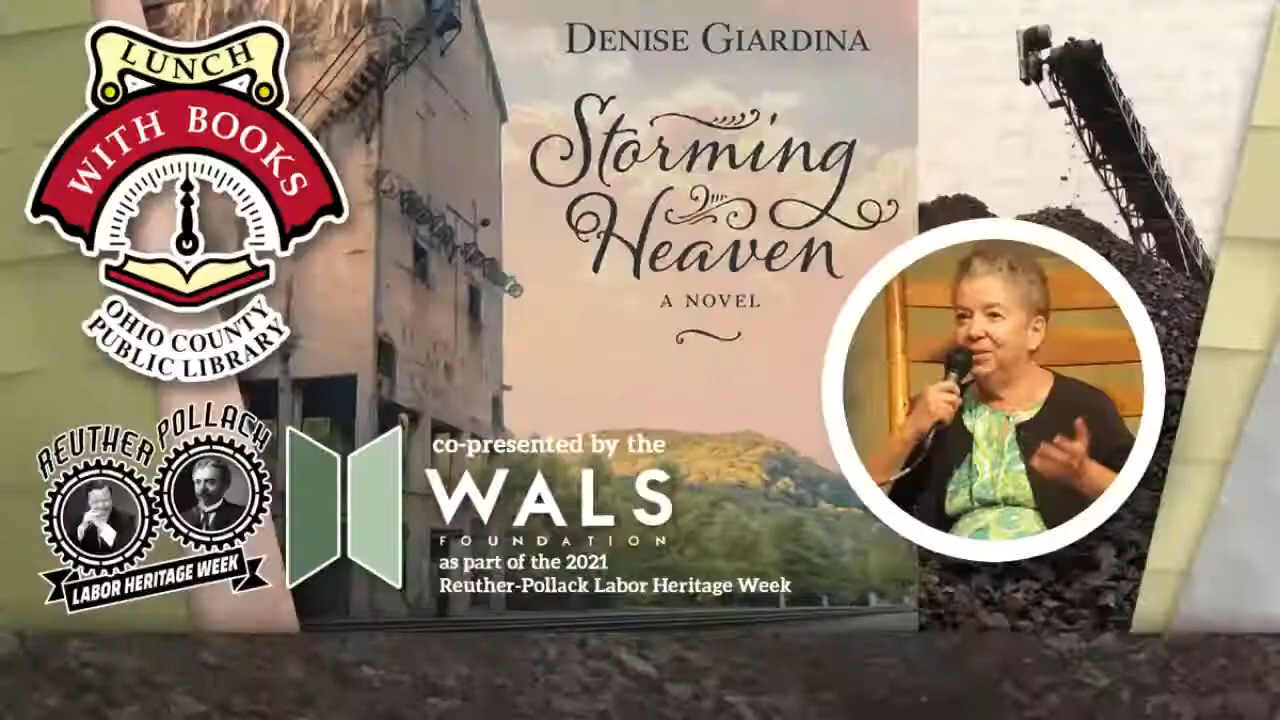 LUNCH
WITH BOOKS
OHIO COUNTY
PUBLIC LIBRARY
DENISE GIARDINA
Storming
Heaven
A NOVEL
REUTHER POLLACK
LABOR HERITAGE WEEK
co-presented by the
WALS
FOUNDATION
as part of the 2021
Reuther-Pollack Labor Heritage Week